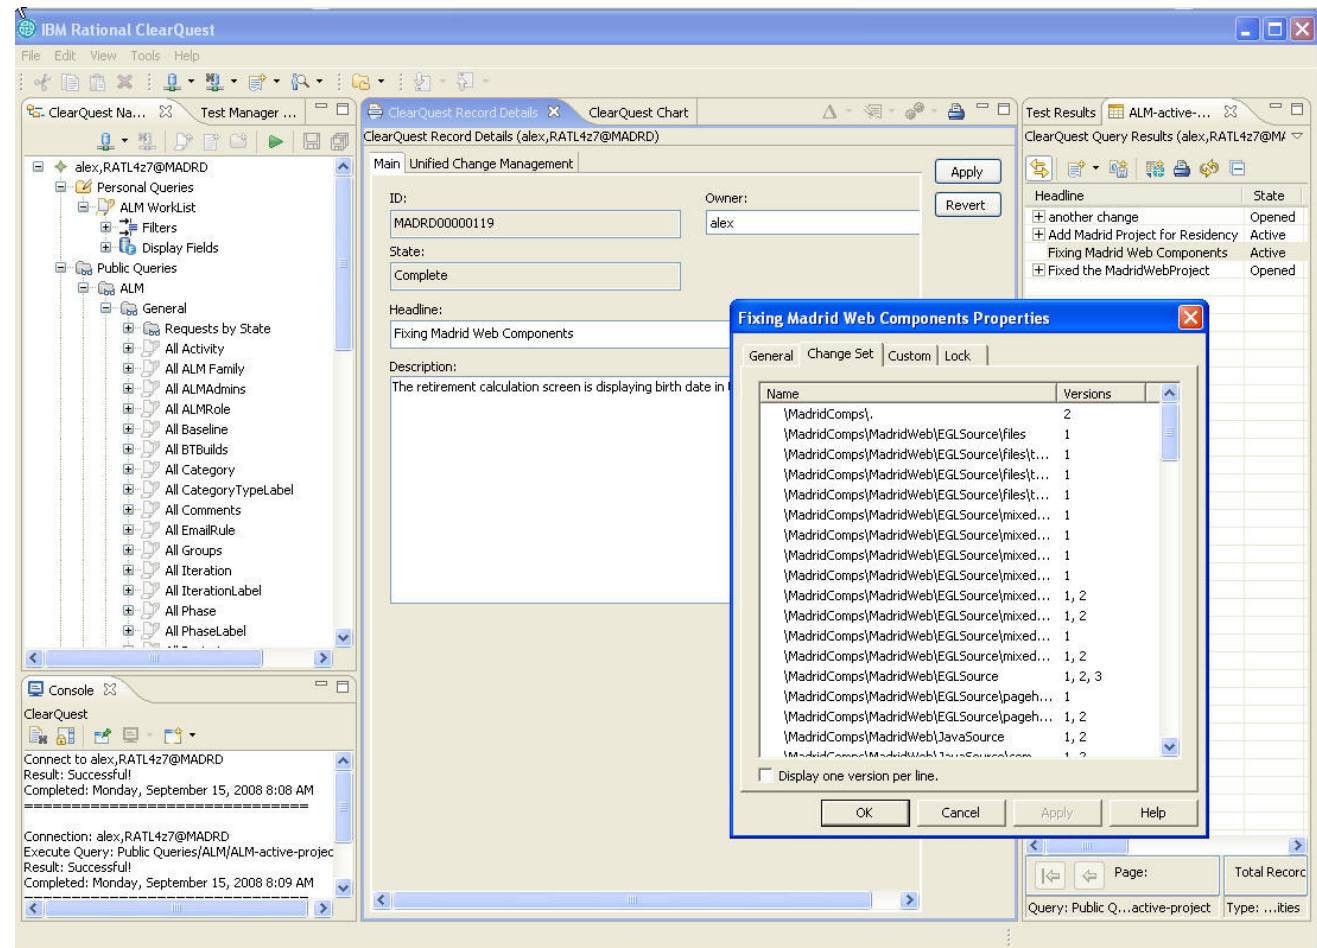 IBM Rational ClearQuest
File Edit View Tools Help
ClearQuest Na... Test Manager ...
alex,RATL4z7@MADRD
Personal Queries
ALM WorkList
Filters
Display Fields
Public Queries
ALM
General
Requests by State
All Activity
All ALM Family
All ALMAdmins
All ALMRole
All Baseline
All BTBuilds
All Category
All CategoryTypeLabel
All Comments
All EmailRule
All Groups
All Iteration
All IterationLabel
All Phase
All PhaseLabel
Console
ClearQuest
Connect to alex,RATL4z7@MADRD
Result: Successful!
Completed: Monday, September 15, 2008 8:08 AM
================================
Connection: alex,RATL4z7@MADRD
Execute Query: Public Queries/ALM/ALM-active-projec
Result: Successful!
Completed: Monday, September 15, 2008 8:09 AM
ClearQuest Record Details ClearQuest Chart
ClearQuest Record Details (alex,RATL4z7@MADRD)
Main Unified Change Management
Apply
Revert
ID: Owner:
MADRD00000119 alex
State:
Complete
Headline:
Fixing Madrid Web Components
Description:
The retirement calculation screen is displaying birth date in
Fixing Madrid Web Components Properties
General Change Set Custom Lock
Name Versions
\MadridComps\. 2
\MadridComps\MadridWeb\EGLSource\files 1
\MadridComps\MadridWeb\EGLSource\files\t... 1
\MadridComps\MadridWeb\EGLSource\files\t... 1
\MadridComps\MadridWeb\EGLSource\files\t... 1
\MadridComps\MadridWeb\EGLSource\mixed... 1
\MadridComps\MadridWeb\EGLSource\mixed... 1
\MadridComps\MadridWeb\EGLSource\mixed... 1
\MadridComps\MadridWeb\EGLSource\mixed... 1
\MadridComps\MadridWeb\EGLSource\mixed... 1, 2
\MadridComps\MadridWeb\EGLSource\mixed... 1, 2
\MadridComps\MadridWeb\EGLSource\mixed... 1
\MadridComps\MadridWeb\EGLSource\mixed... 1, 2
\MadridComps\MadridWeb\EGLSource 1, 2, 3
\MadridComps\MadridWeb\EGLSource\pageh... 1
\MadridComps\MadridWeb\EGLSource\pageh... 1, 2
\MadridComps\MadridWeb\JavaSource 1, 2
\MadridComps\MadridWeb\JavaSource\com 1, 2
Display one version per line.
OK Cancel Apply Help
Test Results ALM-active-...
ClearQuest Query Results (alex,RATL4z7@M
Headline State
another change Opened
Add Madrid Project for Residency Active
Fixing Madrid Web Components Active
Fixed the MadridWebProject Opened
Page: Total Recorc
Query: Public Q...active-project Type: ...ities